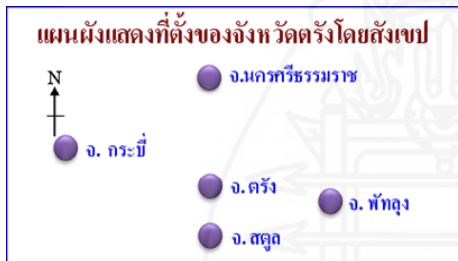 แผนผังแสดงที่ตั้งของจังหวัดตรังโดยสังเขป
N
จ.นครศรีธรรมราช
จ. กระบี่
จ. ตรัง
จ. พัทลุง
จ. สตูล